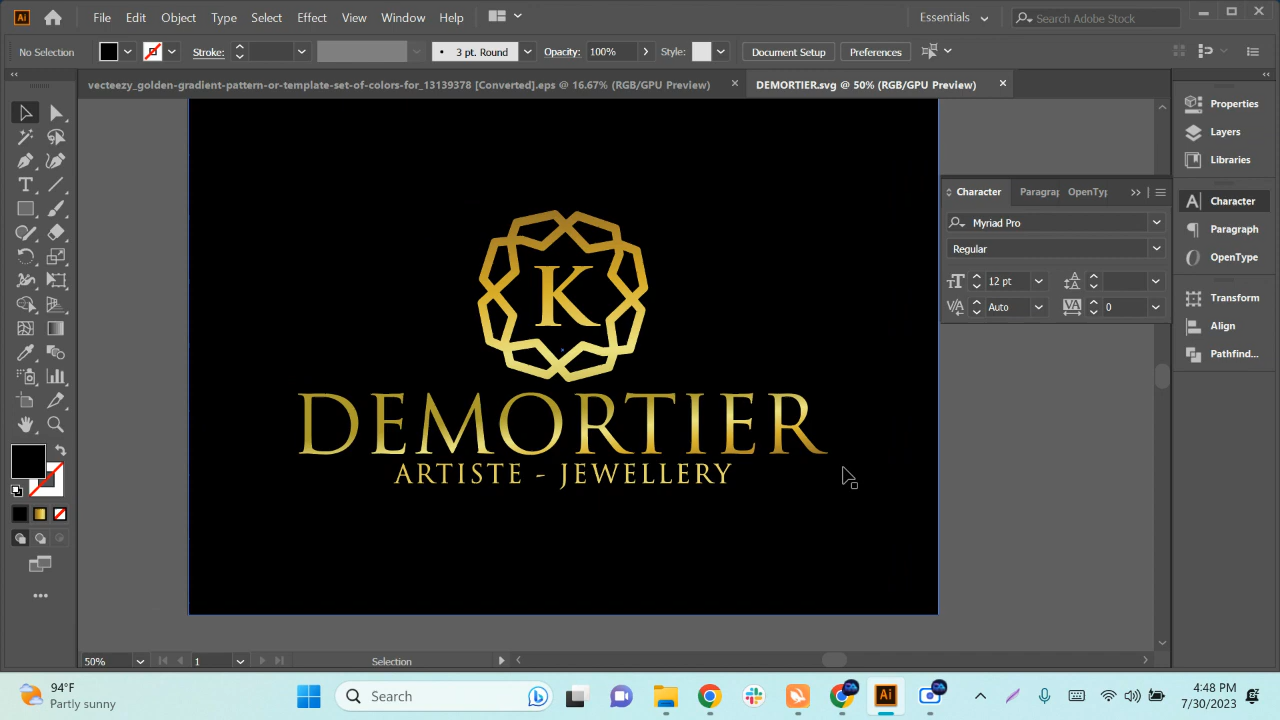 File Edit Object Type Select Effect View Window Help
Essentials
Search Adobe Stock
No Selection
Stroke:
3 pt. Round
Opacity: 100%
Style:
Document Setup
Preferences
vecteezy_golden-gradient-pattern-or-template-set-of-colors-for_13139378 [Converted].eps @ 16.67% (RGB/GPU Preview)
DEMORTIER.svg @ 50% (RGB/GPU Preview)
Properties
Layers
Libraries
Character
Paragraph
OpenType
Transform
Align
Pathfind...
Character Paragra OpenTy
Myriad Pro
Regular
12 pt
Auto
0
K
DEMORTIER
ARTISTE - JEWELLERY
50%
1
Selection
94°F
Partly sunny
Search
4:48 PM
7/30/2023